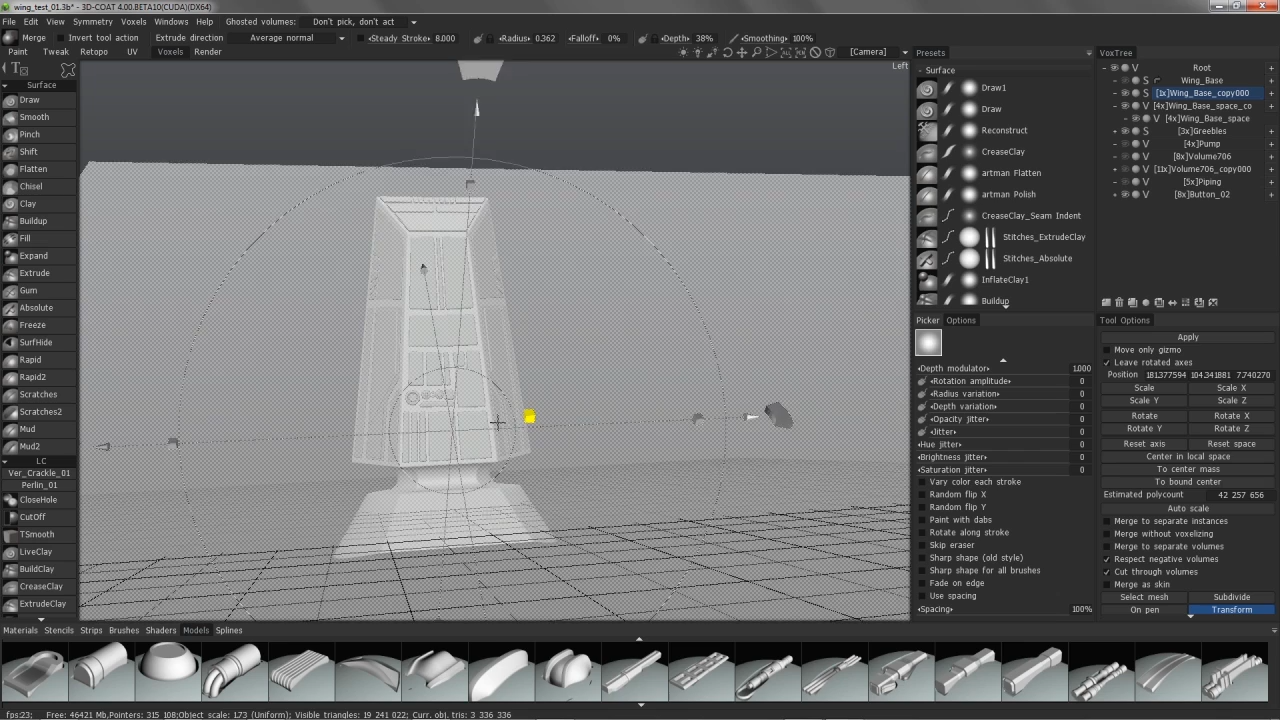 wing_test_01.3b* - 3D-COAT 4.00.BETA10(CUDA)(DX64)
File Edit View Symmetry Voxels Windows Help Ghosted volumes: Don't pick, don't act
Merge Invert tool action Extrude direction Average normal Steady Stroke: 8.000 Radius: 0.362 Falloff: 0% Depth: 38% Smoothing: 100%
Paint Tweak Retopo UV Voxels Render [Camera]
Left
Surface
Draw
Smooth
Pinch
Shift
Flatten
Chisel
Clay
Buildup
Fill
Expand
Extrude
Gum
Absolute
Freeze
SurfHide
Rapid
Rapid2
Scratches
Scratches2
Mud
Mud2
LC
Ver_Crackle_01
Perlin_01
CloseHole
CutOff
TSmooth
LiveClay
BuildClay
CreaseClay
ExtrudeClay
Presets
- Surface
Draw1
Draw
Reconstruct
CreaseClay
artman Flatten
artman Polish
CreaseClay_Seam Indent
Stitches_ExtrudeClay
Stitches_Absolute
InflateClay1
Buildup
Picker Options
Depth modulator 1.000
Rotation amplitude 0
Radius variation 0
Depth variation 0
Opacity jitter 0
Jitter 0
Hue jitter 0
Brightness jitter 0
Saturation jitter 0
Vary color each stroke
Random flip X
Random flip Y
Paint with dabs
Rotate along stroke
Skip eraser
Sharp shape (old style)
Sharp shape for all brushes
Fade on edge
Use spacing
Spacing 100%
VoxTree
- V Root +
- S Wing_Base +
- S [1x]Wing_Base_copy000 +
- V [4x]Wing_Base_space_co +
- V [4x]Wing_Base_space +
+ S [3x]Greebles +
- V [4x]Pump +
- V [8x]Volume706 +
+ V [11x]Volume706_copy000 +
- V [5x]Piping +
+ V [8x]Button_02 +
Tool Options
Apply
Move only gizmo
Leave rotated axes
Position 181.377594 104.341881 7.740270
Scale Scale X
Scale Y Scale Z
Rotate Rotate X
Rotate Y Rotate Z
Reset axis Reset space
Center in local space
To center mass
To bound center
Estimated polycount 42 257 656
Auto scale
Merge to separate instances
Merge without voxelizing
Merge to separate volumes
Respect negative volumes
Cut through volumes
Merge as skin
Select mesh Subdivide
On pen Transform
Materials Stencils Strips Brushes Shaders Models Splines
fps:23; Free: 46421 Mb,Pointers: 315 108;Object scale: 1.73 (Uniform); Visible triangles: 19 241 022; Curr. obj. tris: 3 336 336